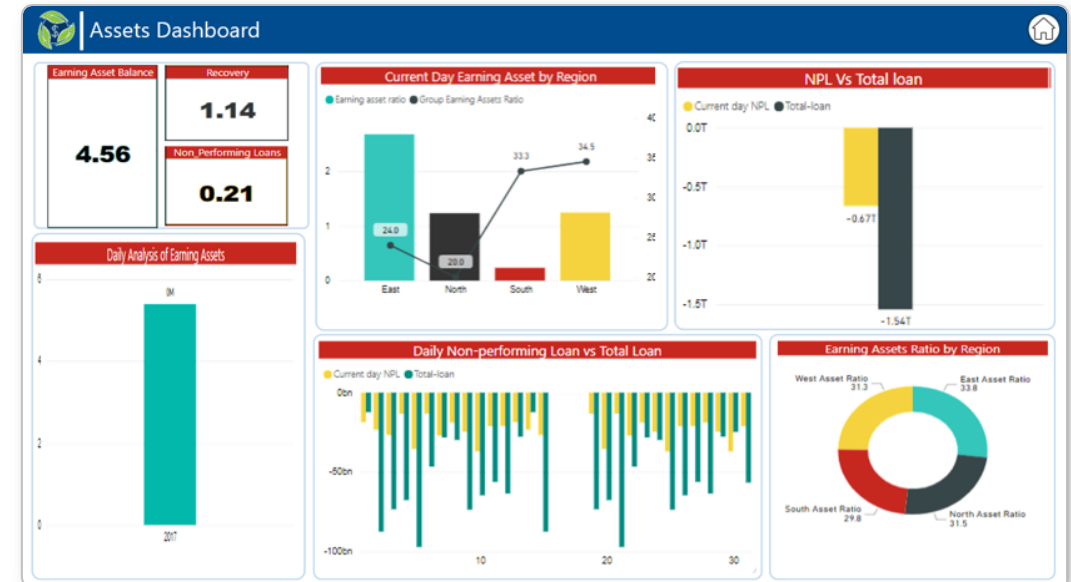 Assets Dashboard
Earning Asset Balance
4.56
Recovery
1.14
Non_Performing Loans
0.21
Current Day Earning Asset by Region
Earning asset ratio Group Earning Assets Ratio
2
1
0
40
35
30
25
20
24.0
20.0
33.3
34.5
East North South West
NPL Vs Total loan
Current day NPL Total-loan
0.0T
-0.5T
-1.0T
-1.5T
-0.67T
-1.54T
Daily Analysis of Earning Assets
6
4
2
0
0M
2017
Daily Non-performing Loan vs Total Loan
Current day NPL Total-loan
0bn
-50bn
-100bn
10 20 30
Earning Assets Ratio by Region
West Asset Ratio
31.3
East Asset Ratio
33.8
South Asset Ratio
29.8
North Asset Ratio
31.5